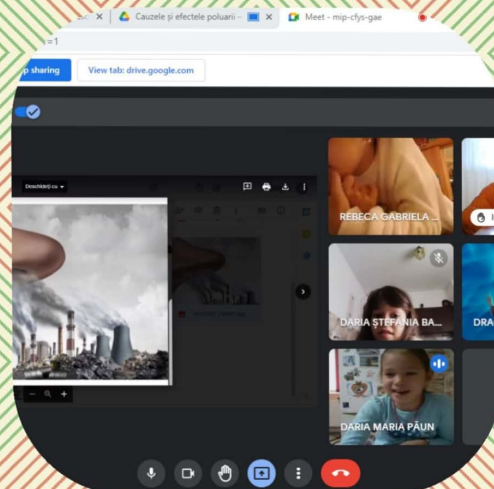 Cauzele și efectele poluarii –
Meet - mip-cfys-gae
=1
p sharing
View tab: drive.google.com
Deschideți cu
REBECA GABRIELA ...
DARIA ȘTEFANIA BA...
DRA
DARIA MARIA PĂUN